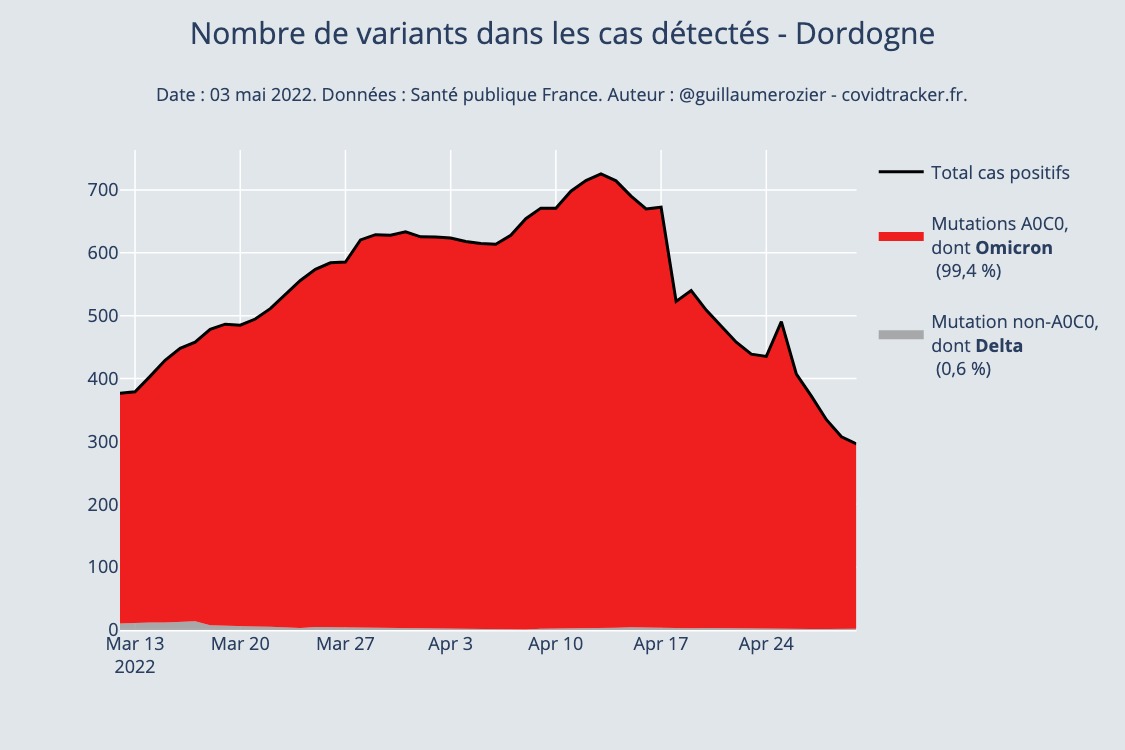 Nombre de variants dans les cas détectés - Dordogne
Date : 03 mai 2022. Données : Santé publique France. Auteur : @guillaumerozier - covidtracker.fr.
Total cas positifs
Mutations A0C0,
dont Omicron
(99,4 %)
Mutation non-A0C0,
dont Delta
(0,6 %)
700
600
500
400
300
200
100
0
Mar 13
2022
Mar 20
Mar 27
Apr 3
Apr 10
Apr 17
Apr 24